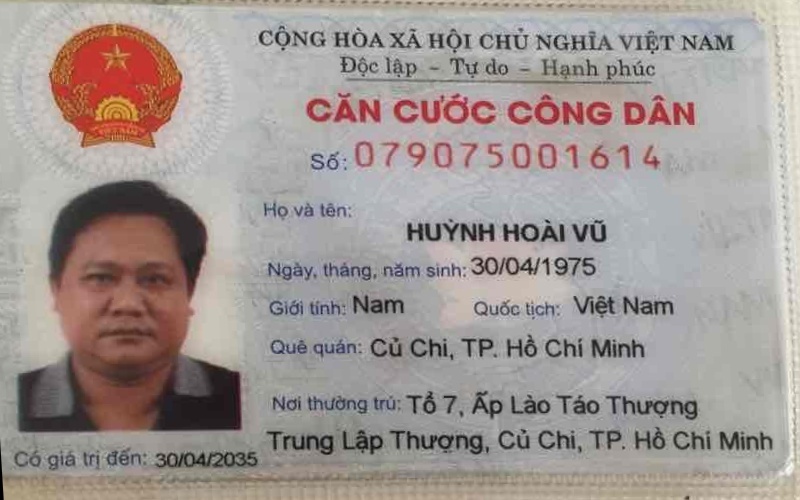 CỘNG HÒA XÃ HỘI CHỦ NGHĨA VIỆT NAM
Độc lập - Tự do - Hạnh phúc
CĂN CƯỚC CÔNG DÂN
Số: 079075001614
Họ và tên:
HUỲNH HOÀI VŨ
Ngày, tháng, năm sinh: 30/04/1975
Giới tính: Nam Quốc tịch: Việt Nam
Quê quán: Củ Chi, TP. Hồ Chí Minh
Nơi thường trú: Tổ 7, Ấp Lào Táo Thượng
Trung Lập Thượng, Củ Chi, TP. Hồ Chí Minh
Có giá trị đến: 30/04/2035